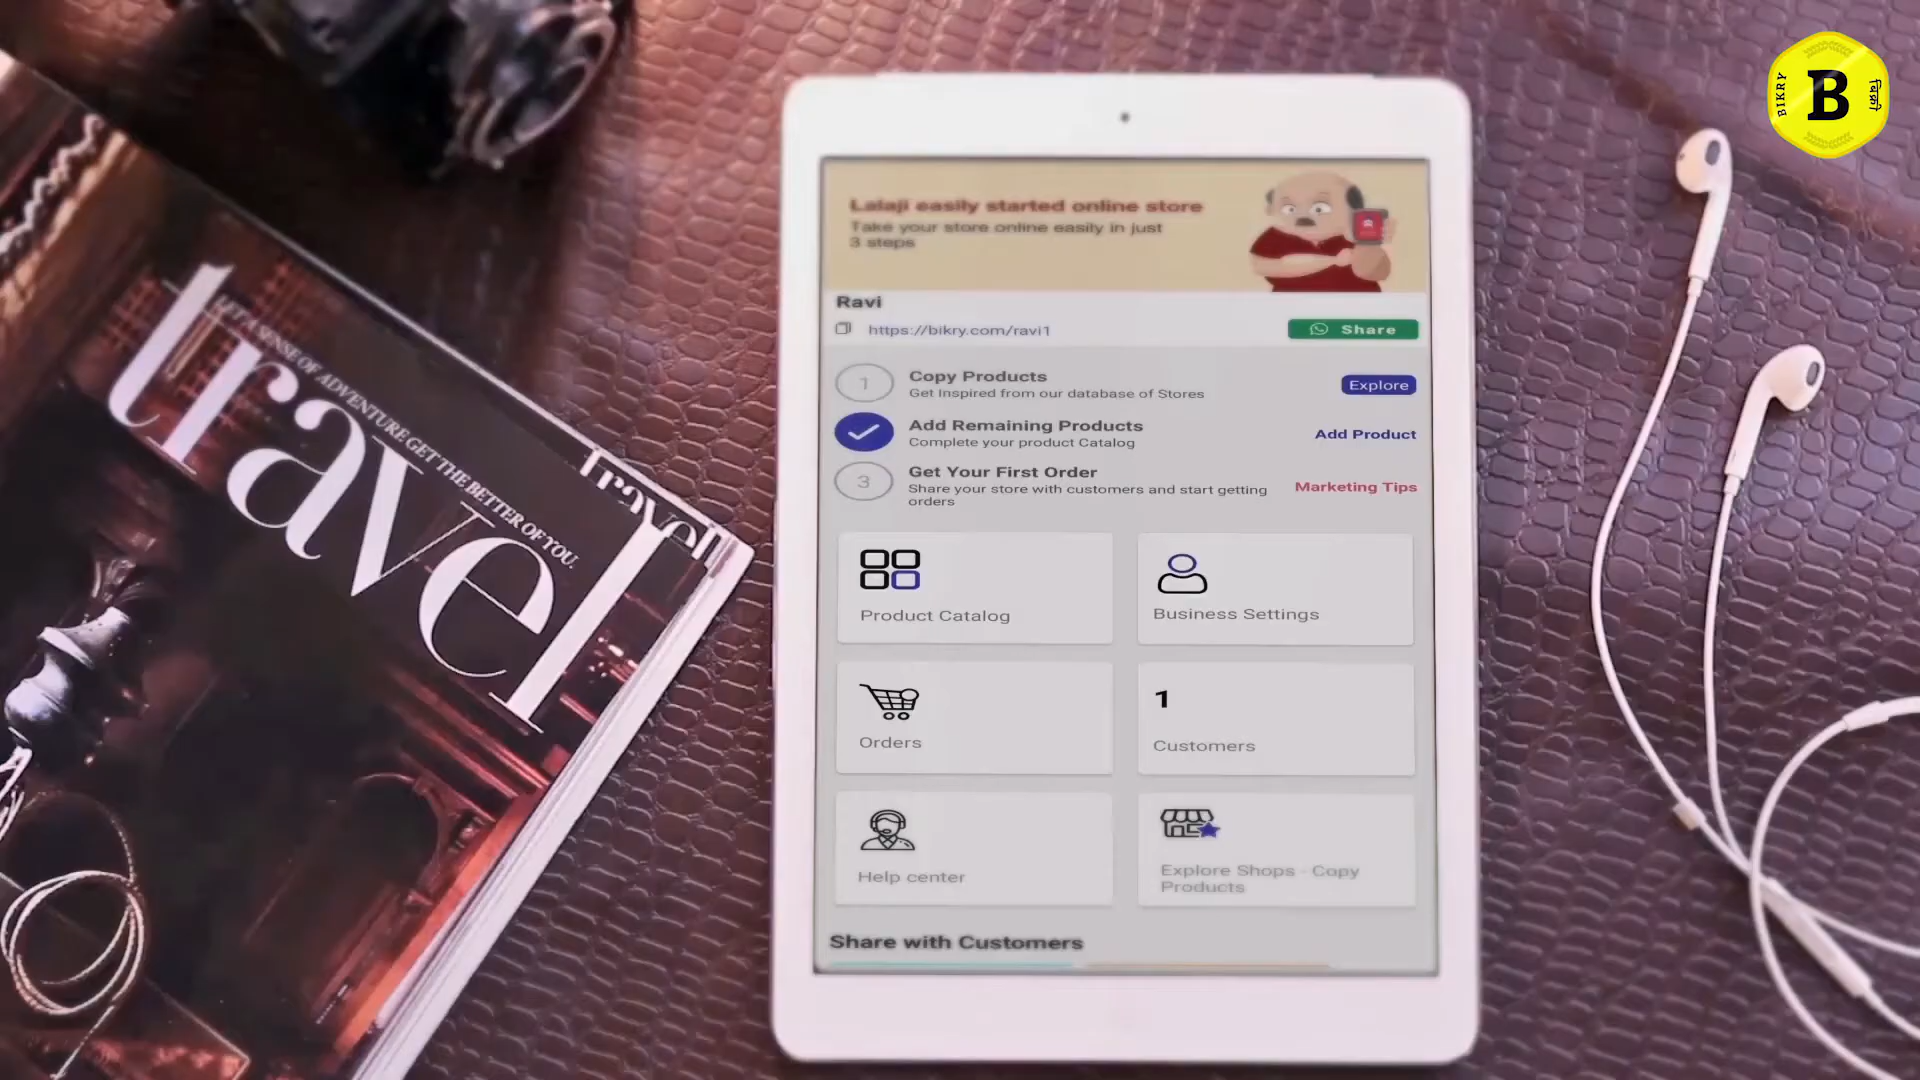 BIKRY
B
बिक्री
travel
LET A SENSE OF ADVENTURE GET THE BETTER OF YOU.
travel
Lalaji easily started online store
Take your store online easily in just
3 steps
Ravi
https://bikry.com/ravi1
Share
1
Copy Products
Get Inspired from our database of Stores
Explore
Add Remaining Products
Complete your product Catalog
Add Product
3
Get Your First Order
Share your store with customers and start getting
orders
Marketing Tips
Product Catalog
Business Settings
Orders
1
Customers
Help center
Explore Shops - Copy
Products
Share with Customers